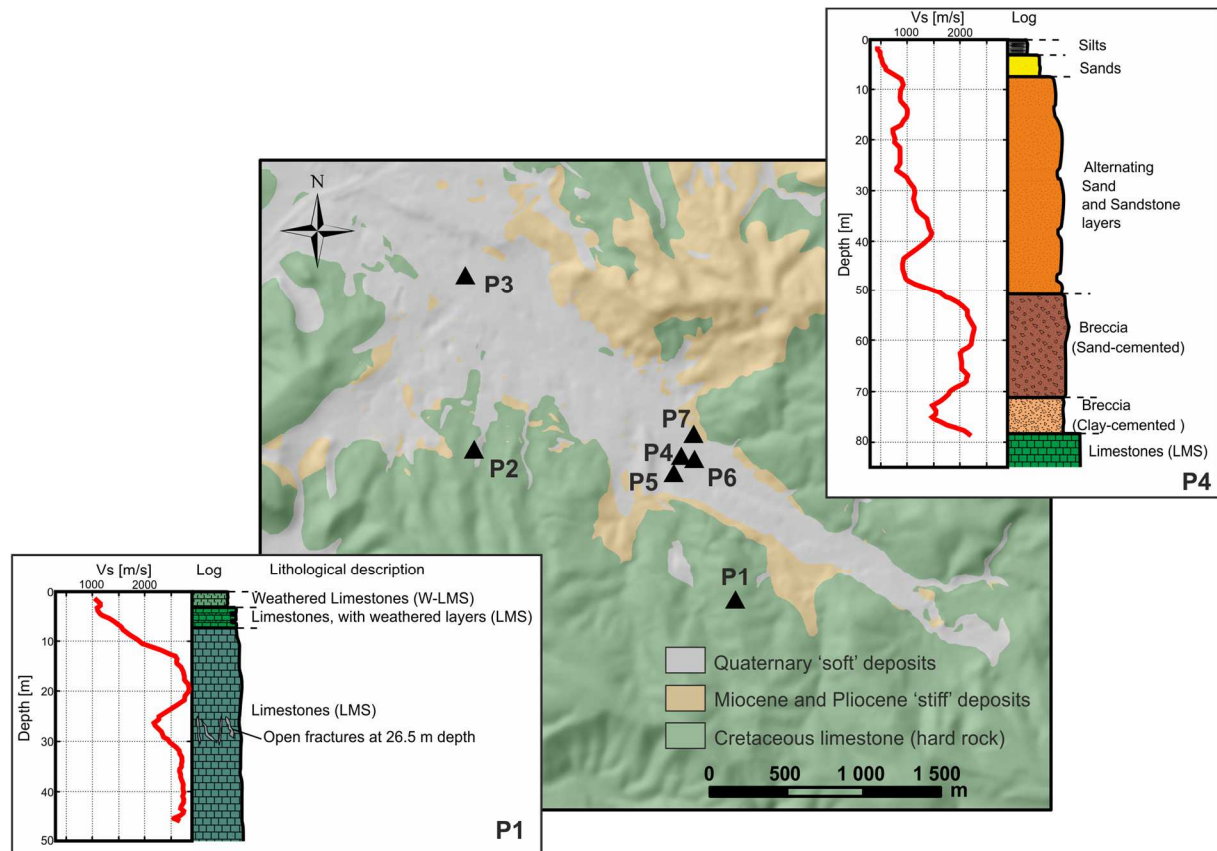 Vs [m/s] Log
1000 2000
0
10
20
30
40
50
60
70
80
Depth [m]
Silts
Sands
Alternating
Sand
and Sandstone
layers
Breccia
(Sand-cemented)
Breccia
(Clay-cemented )
Limestones (LMS)
P4
N
P3
P2
P7
P4
P6
P5
P1
Quaternary ‘soft’ deposits
Miocene and Pliocene ‘stiff’ deposits
Cretaceous limestone (hard rock)
0 500 1 000 1 500
m
Vs [m/s] Log Lithological description
1000 2000
0
10
20
30
40
50
Depth [m]
Weathered Limestones (W-LMS)
Limestones, with weathered layers (LMS)
Limestones (LMS)
Open fractures at 26.5 m depth
P1